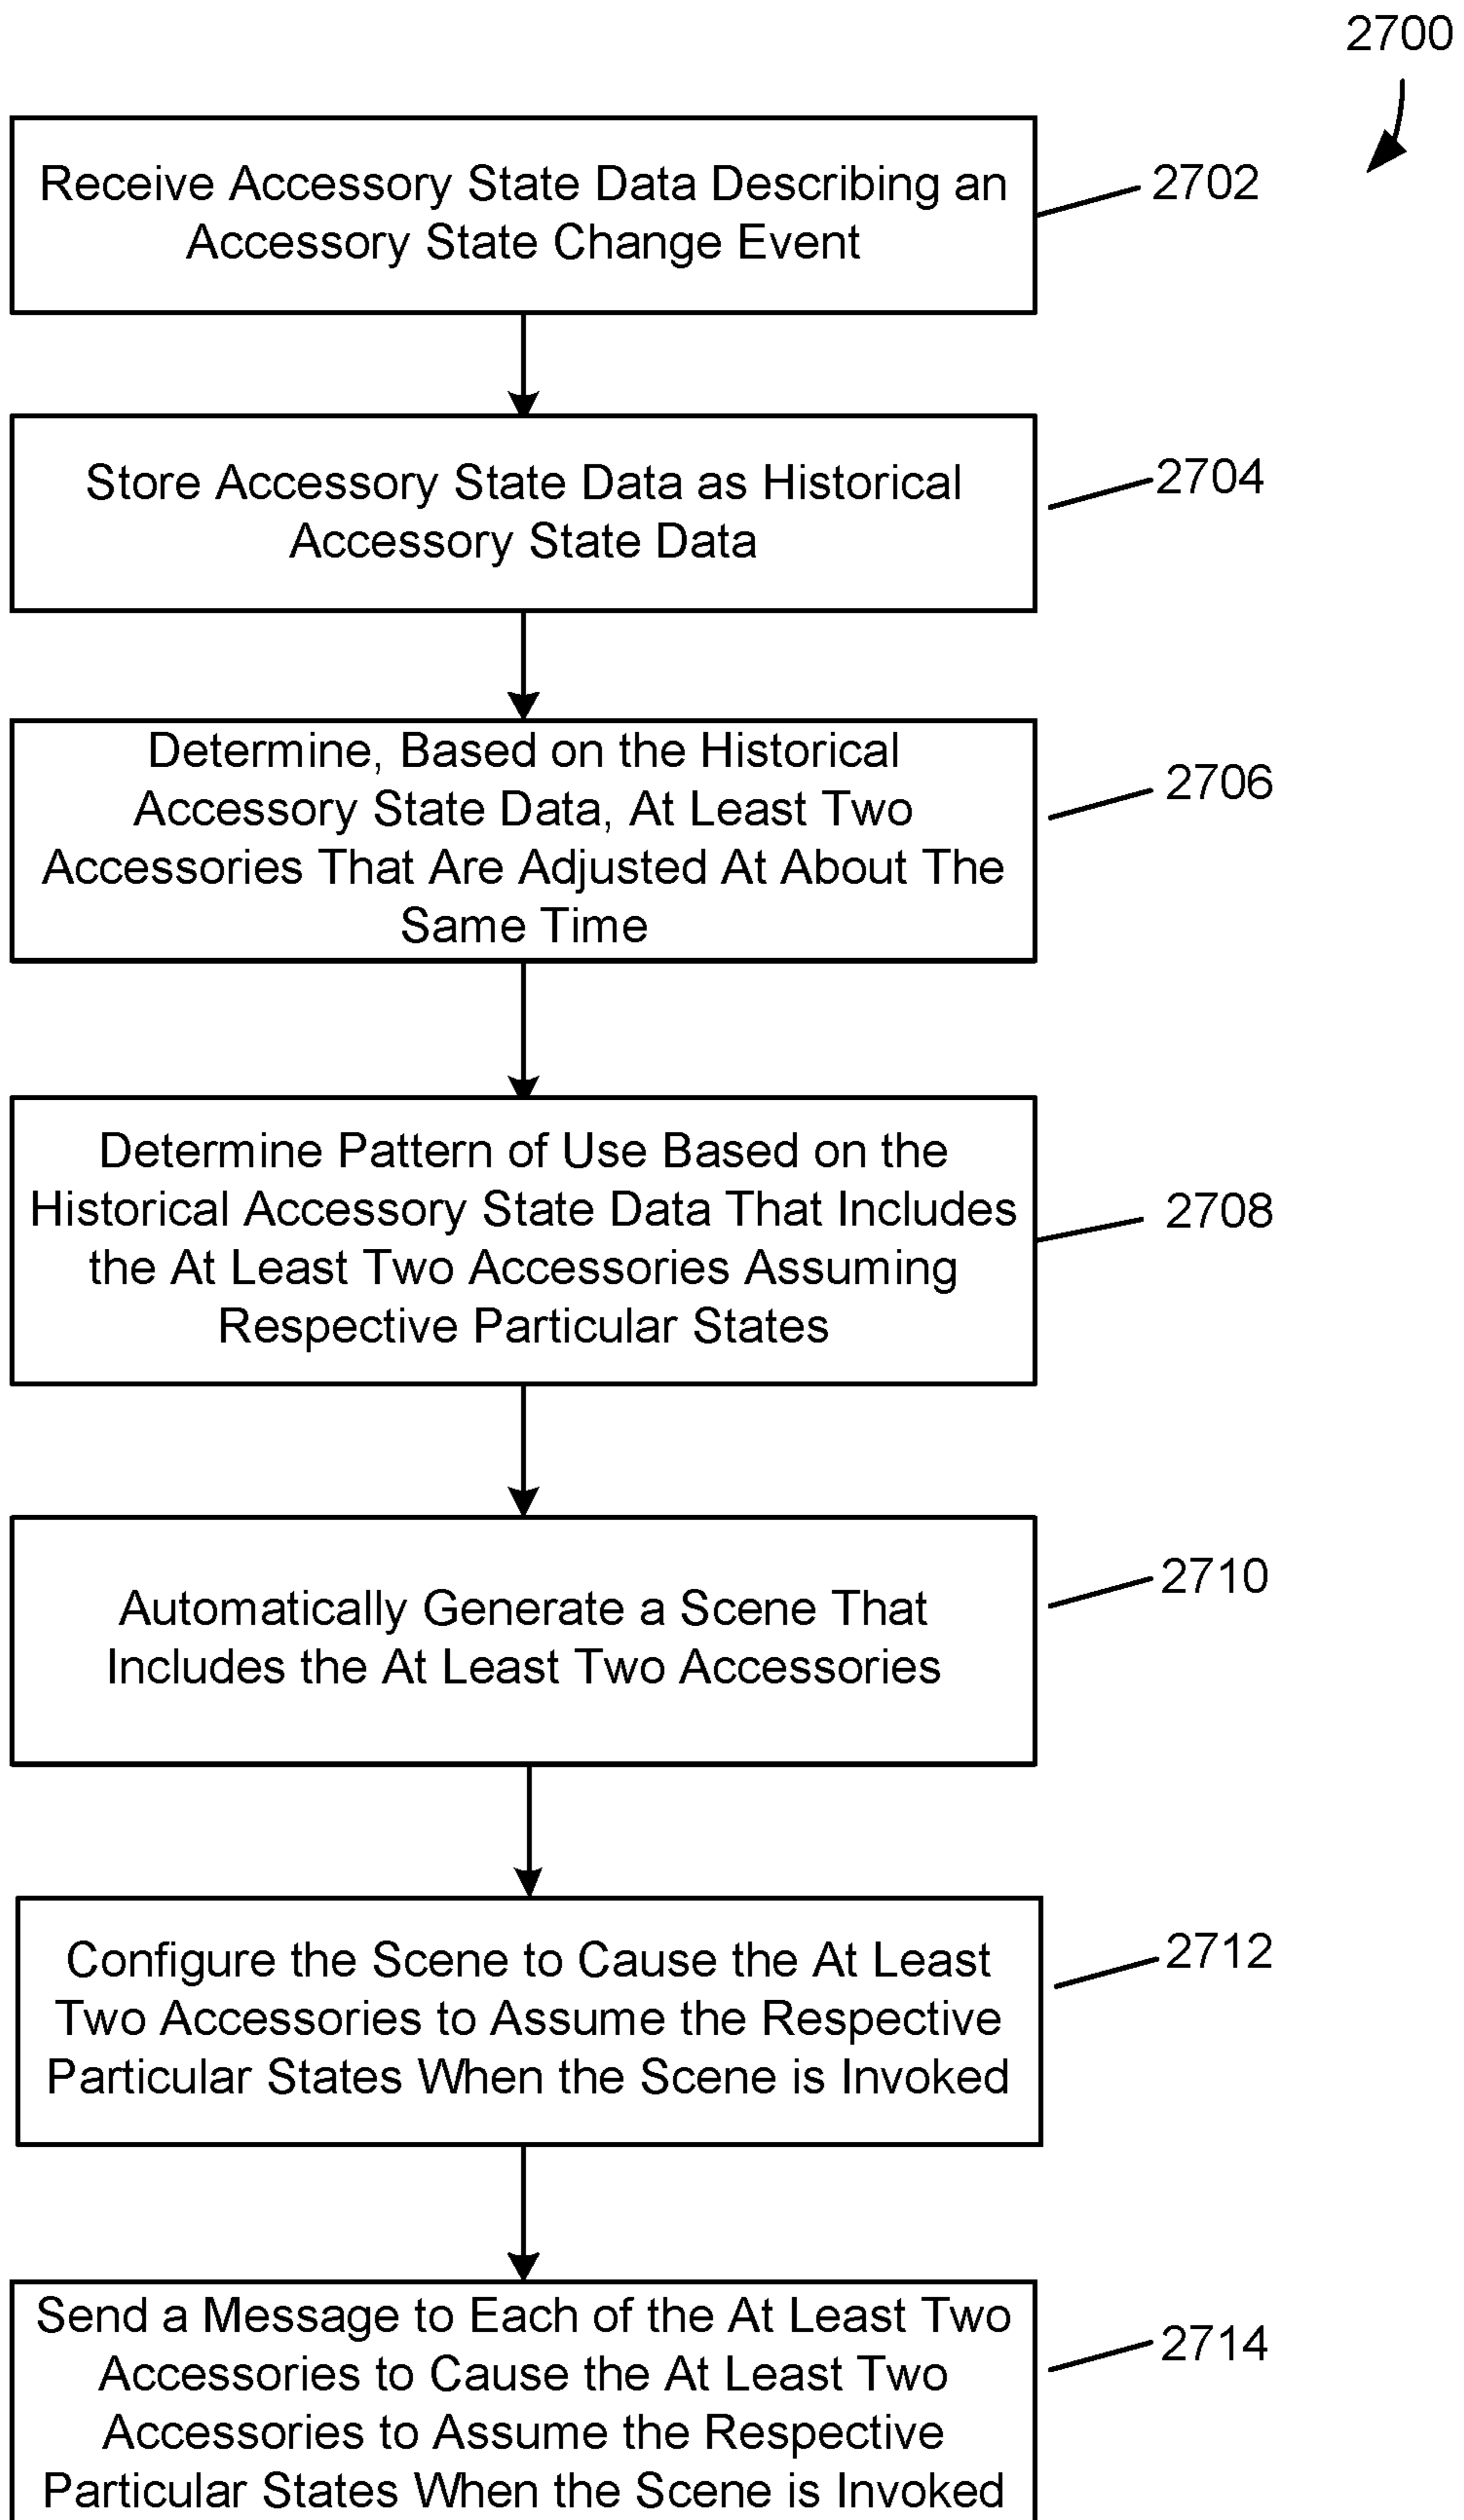 2700
Receive Accessory State Data Describing an
Accessory State Change Event
2702
Store Accessory State Data as Historical
Accessory State Data
2704
Determine, Based on the Historical
Accessory State Data, At Least Two
Accessories That Are Adjusted At About The
Same Time
2706
Determine Pattern of Use Based on the
Historical Accessory State Data That Includes
the At Least Two Accessories Assuming
Respective Particular States
2708
Automatically Generate a Scene That
Includes the At Least Two Accessories
2710
Configure the Scene to Cause the At Least
Two Accessories to Assume the Respective
Particular States When the Scene is Invoked
2712
Send a Message to Each of the At Least Two
Accessories to Cause the At Least Two
Accessories to Assume the Respective
Particular States When the Scene is Invoked
2714